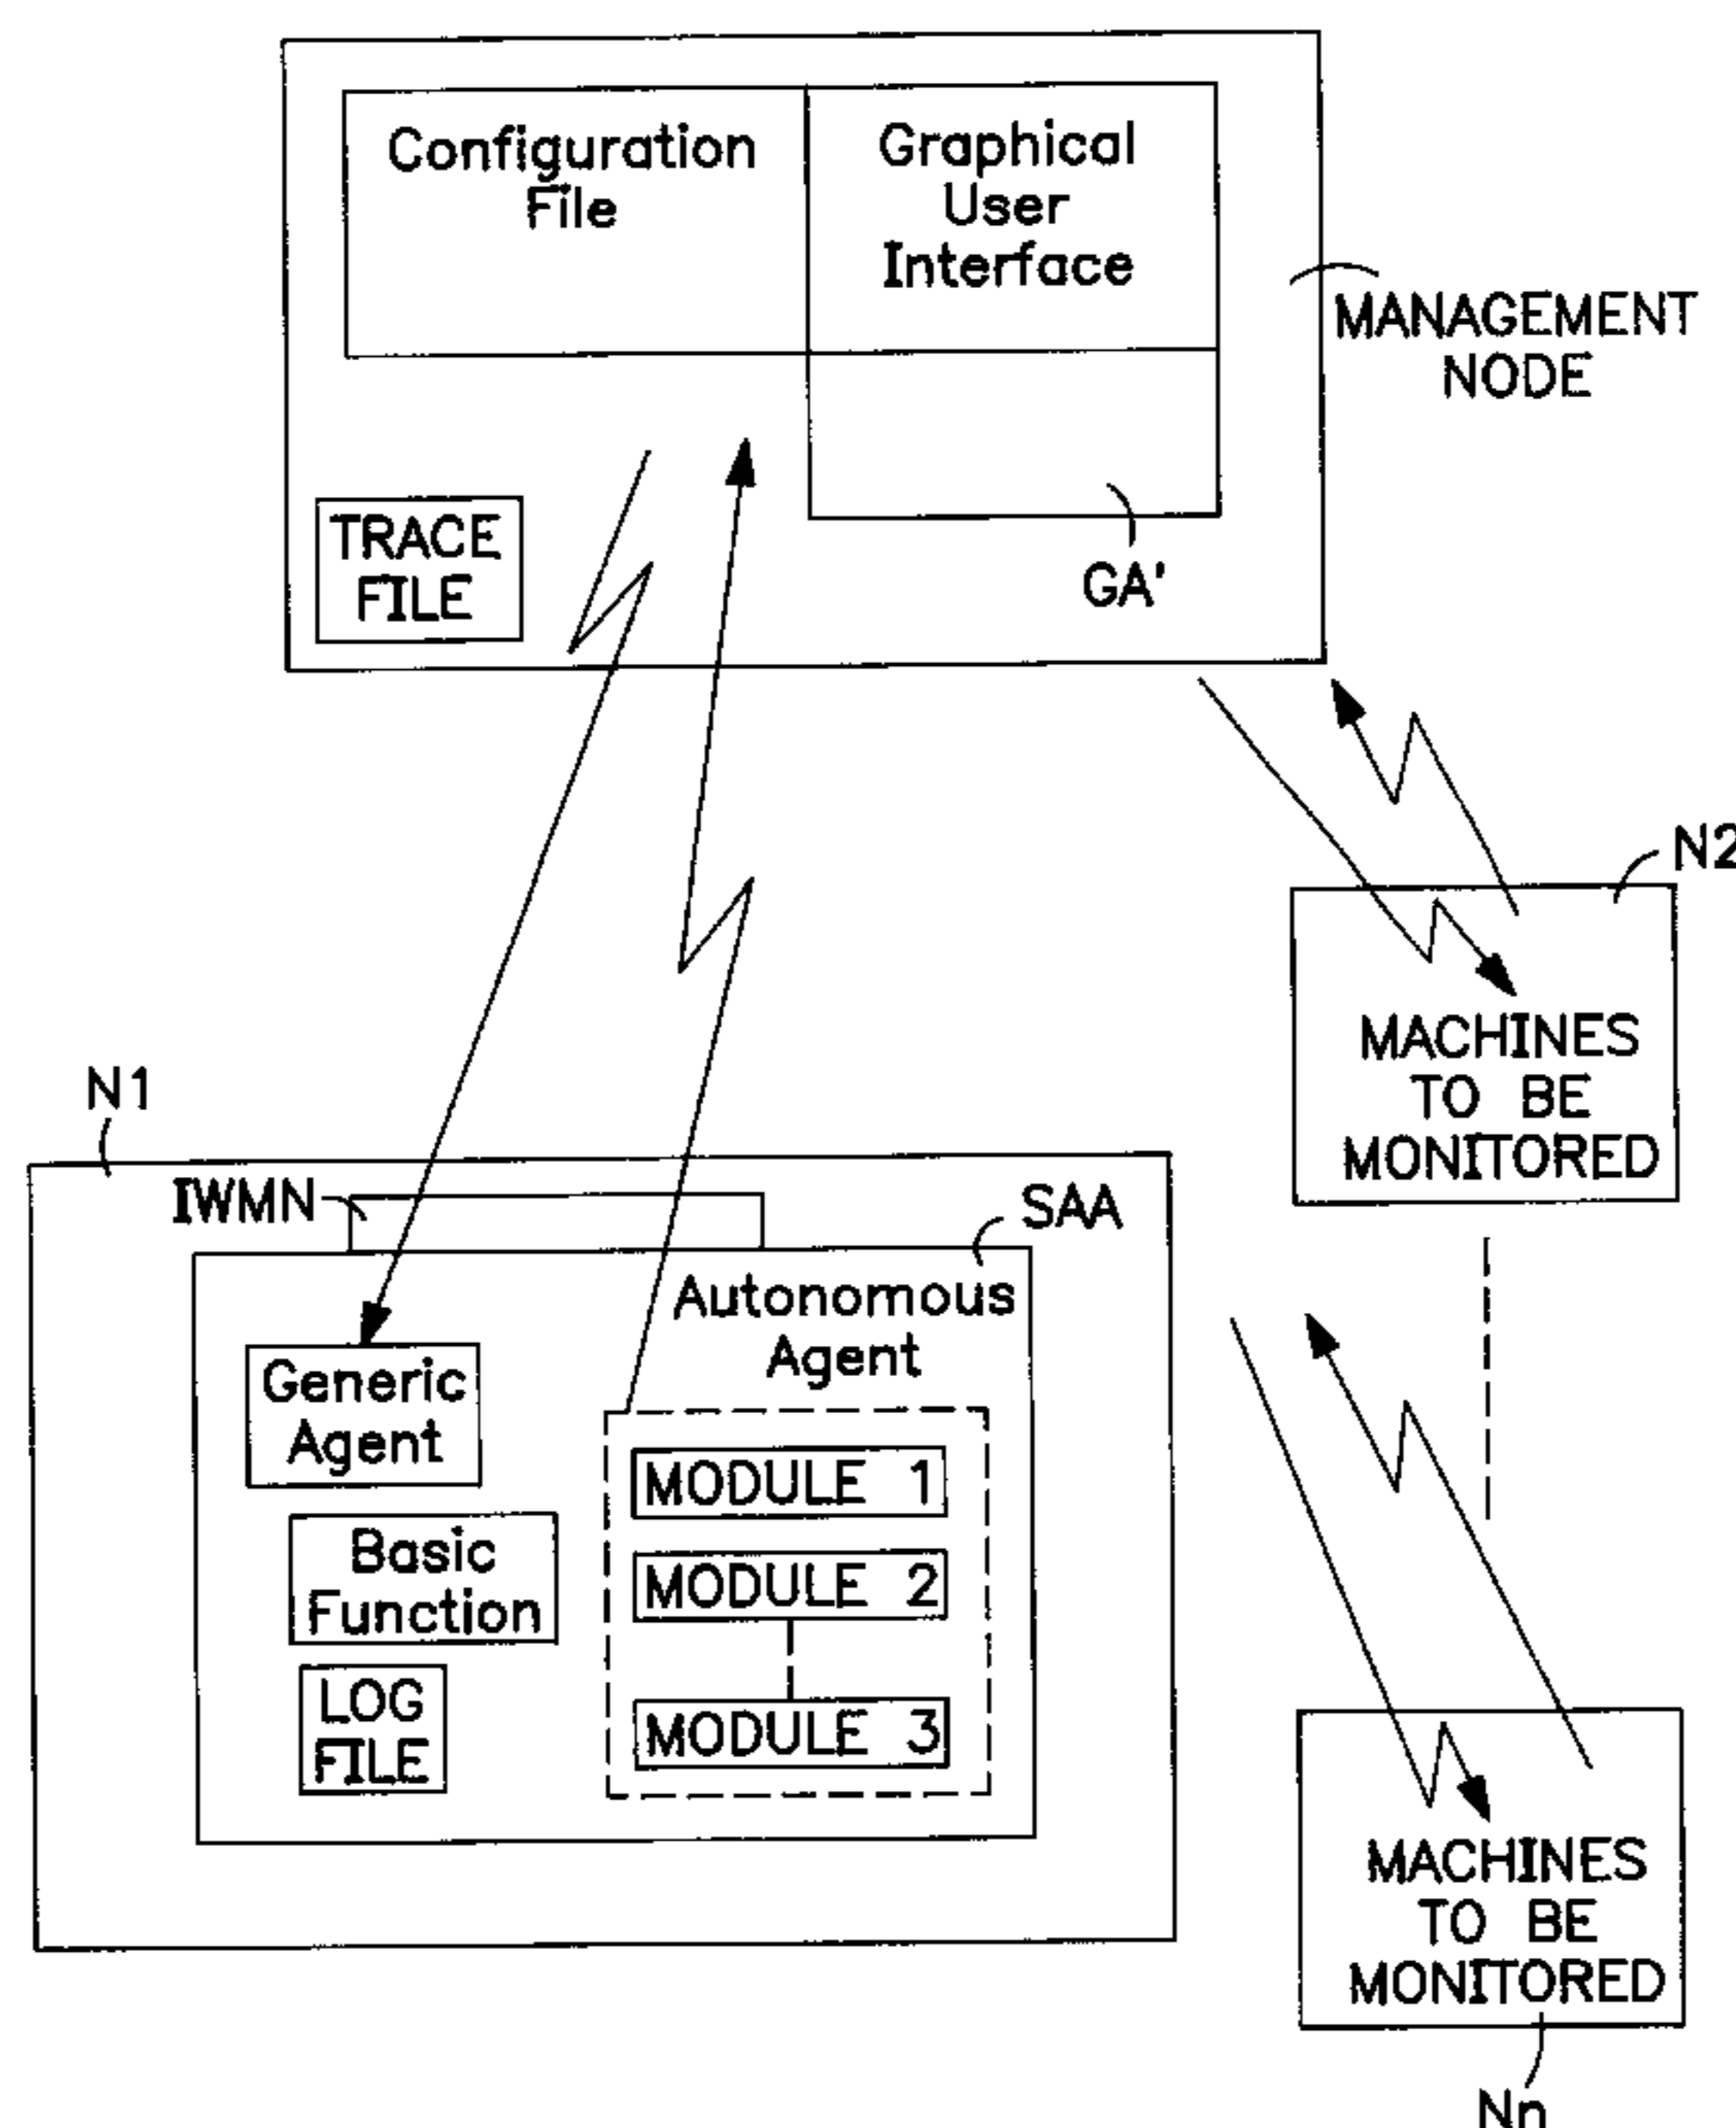 Configuration
File
Graphical
User
Interface
MANAGEMENT
NODE
TRACE
FILE
GA'
N2
MACHINES
TO BE
MONITORED
N1
IWMN
SAA
Autonomous
Agent
Generic
Agent
MODULE 1
Basic
Function
MODULE 2
LOG
FILE
MODULE 3
MACHINES
TO BE
MONITORED
Nn